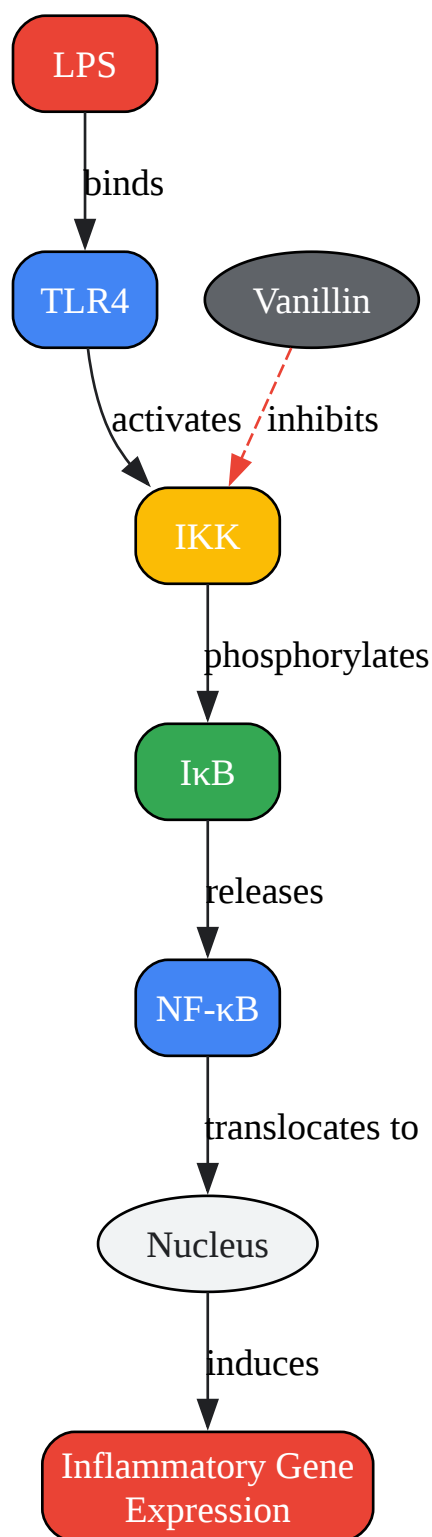 LPS
binds
TLR4
Vanillin
activates
inhibits
IKK
phosphorylates
IκB
releases
NF-κB
translocates to
Nucleus
induces
Inflammatory Gene
Expression